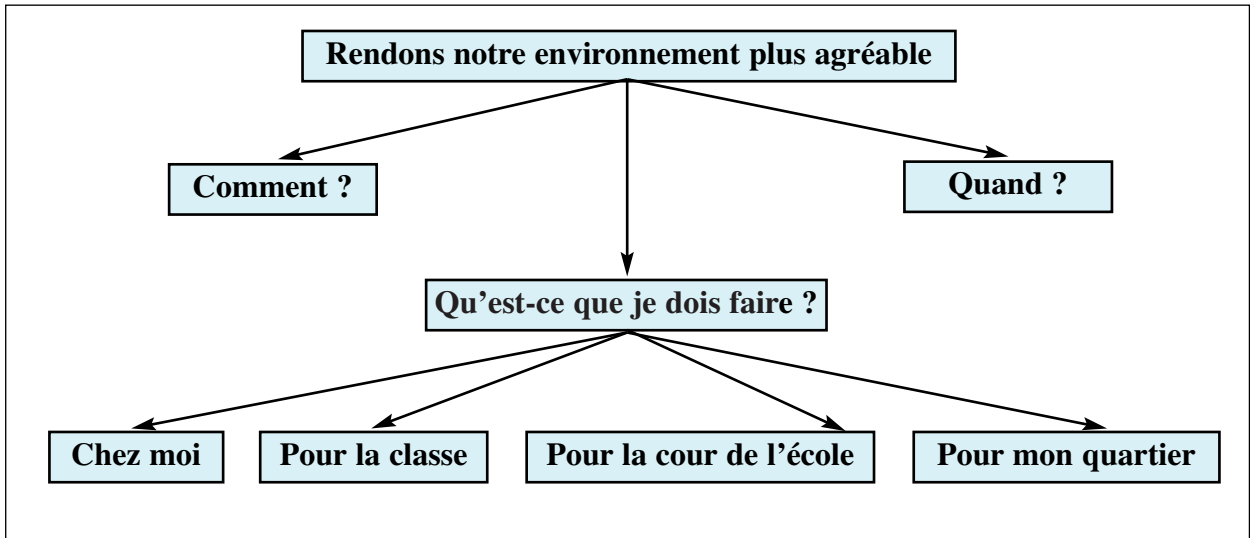 Rendons notre environnement plus agréable
Comment ?
Quand ?
Qu’est-ce que je dois faire ?
Chez moi
Pour la classe
Pour la cour de l’école
Pour mon quartier